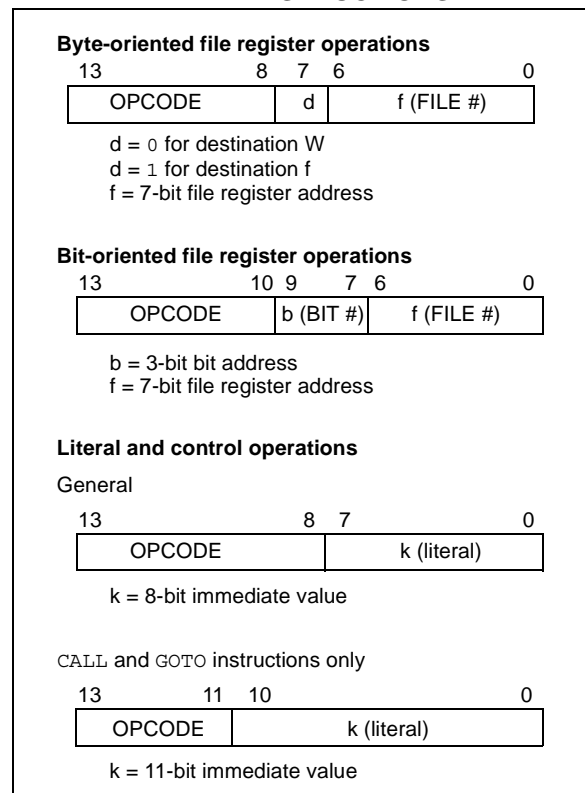 Byte-oriented file register operations
13 8 7 6 0
OPCODE d f (FILE #)
d = 0 for destination W
d = 1 for destination f
f = 7-bit file register address
Bit-oriented file register operations
13 10 9 7 6 0
OPCODE b (BIT #) f (FILE #)
b = 3-bit bit address
f = 7-bit file register address
Literal and control operations
General
13 8 7 0
OPCODE k (literal)
k = 8-bit immediate value
CALL and GOTO instructions only
13 11 10 0
OPCODE k (literal)
k = 11-bit immediate value